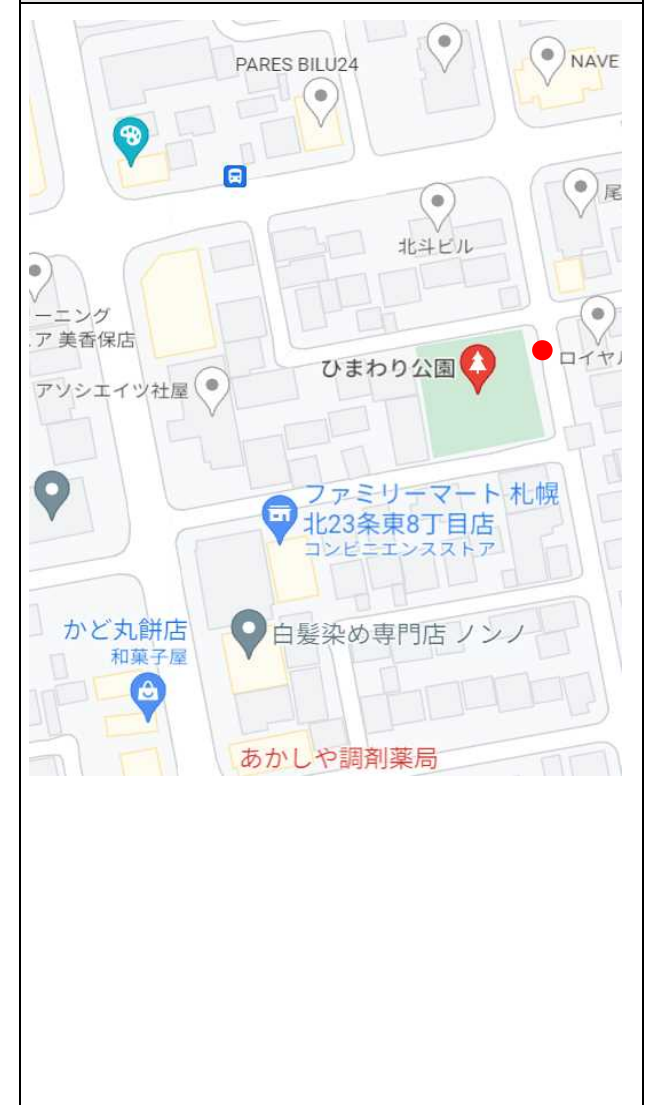 PARES BILU24
NAVE
尾
北斗ビル
ーニング
ア 美香保店
アソシエイツ社屋
ひまわり公園
ロイヤル
ファミリーマート 札幌
北23条東8丁目店
コンビニエンスストア
かど丸餅店
和菓子屋
白髪染め専門店 ノンノ
あかしや調剤薬局